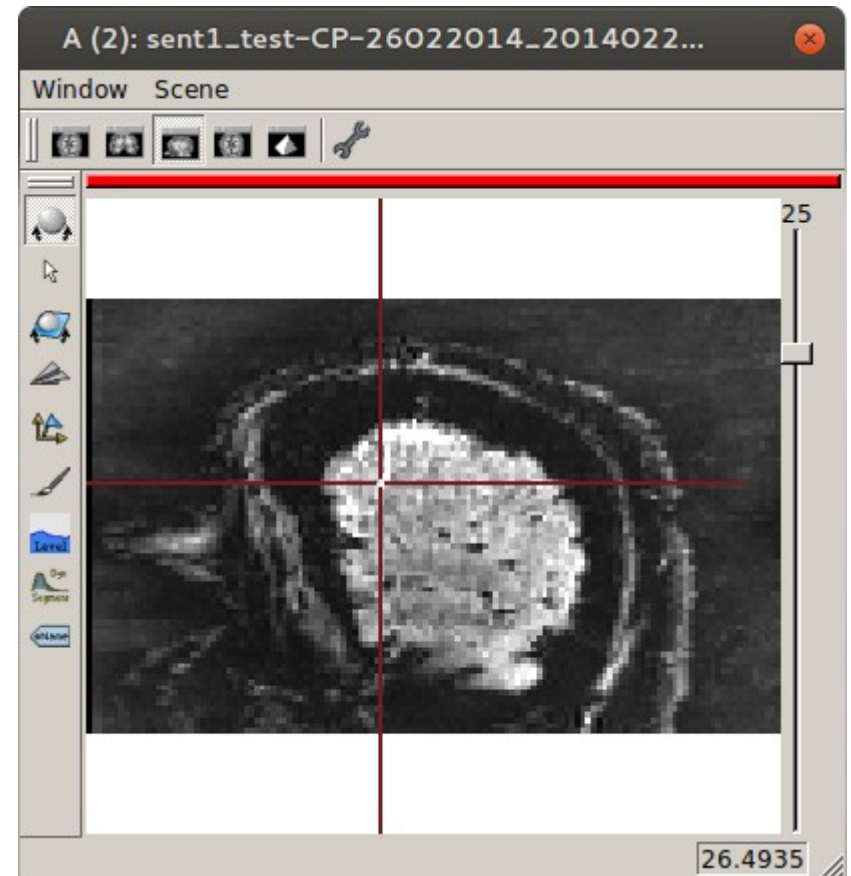 A (2): sent1_test-CP-26022014_2014022...
Window Scene
25
Level
Segment
26.4935